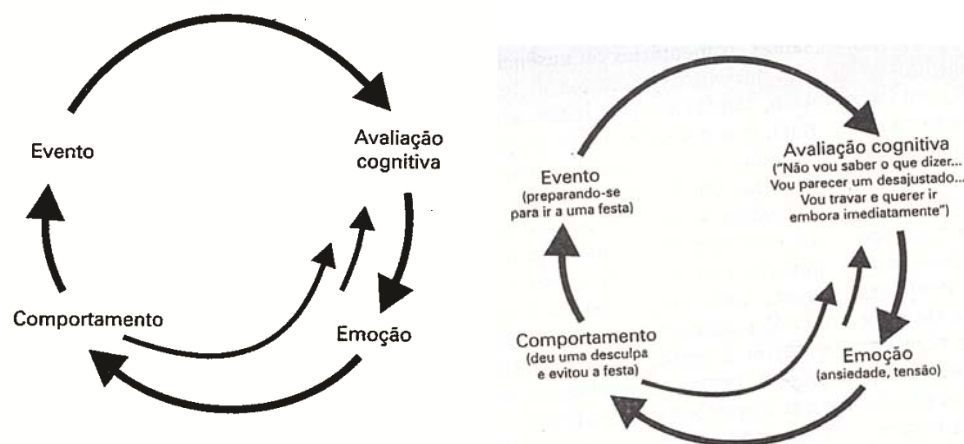 Evento
Avaliação
cognitiva
Comportamento
Emoção
Avaliação cognitiva
("Não vou saber o que dizer...
Vou parecer um desajustado...
Vou travar e querer ir
embora imediatamente")
Evento
(preparando-se
para ir a uma festa)
Comportamento
(deu uma desculpa
e evitou a festa)
Emoção
(ansiedade, tensão)